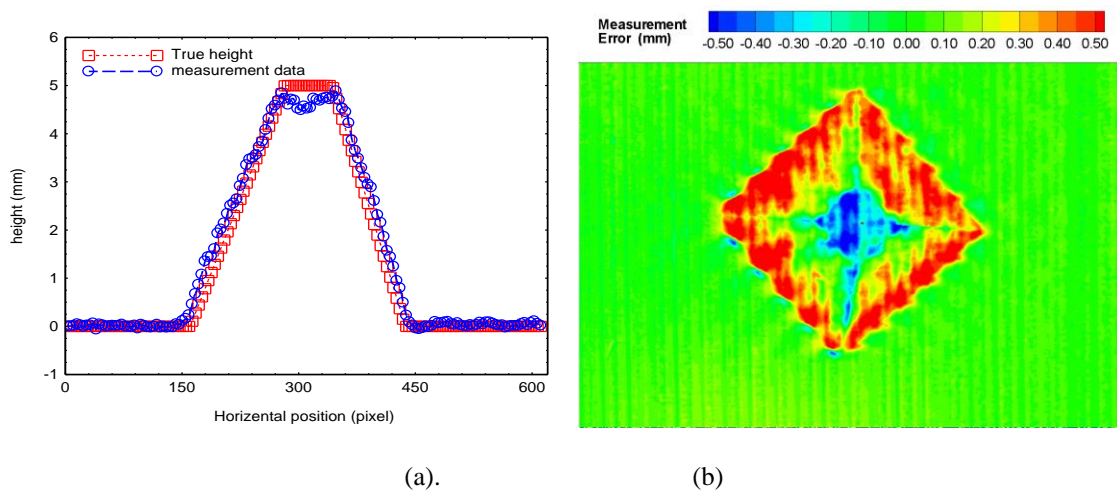 6
5
4
3
2
1
0
-1
0 150 300 450 600
height (mm)
Horizental position (pixel)
True height
measurement data
Measurement
Error (mm)
-0.50 -0.40 -0.30 -0.20 -0.10 0.00 0.10 0.20 0.30 0.40 0.50
(a). (b)